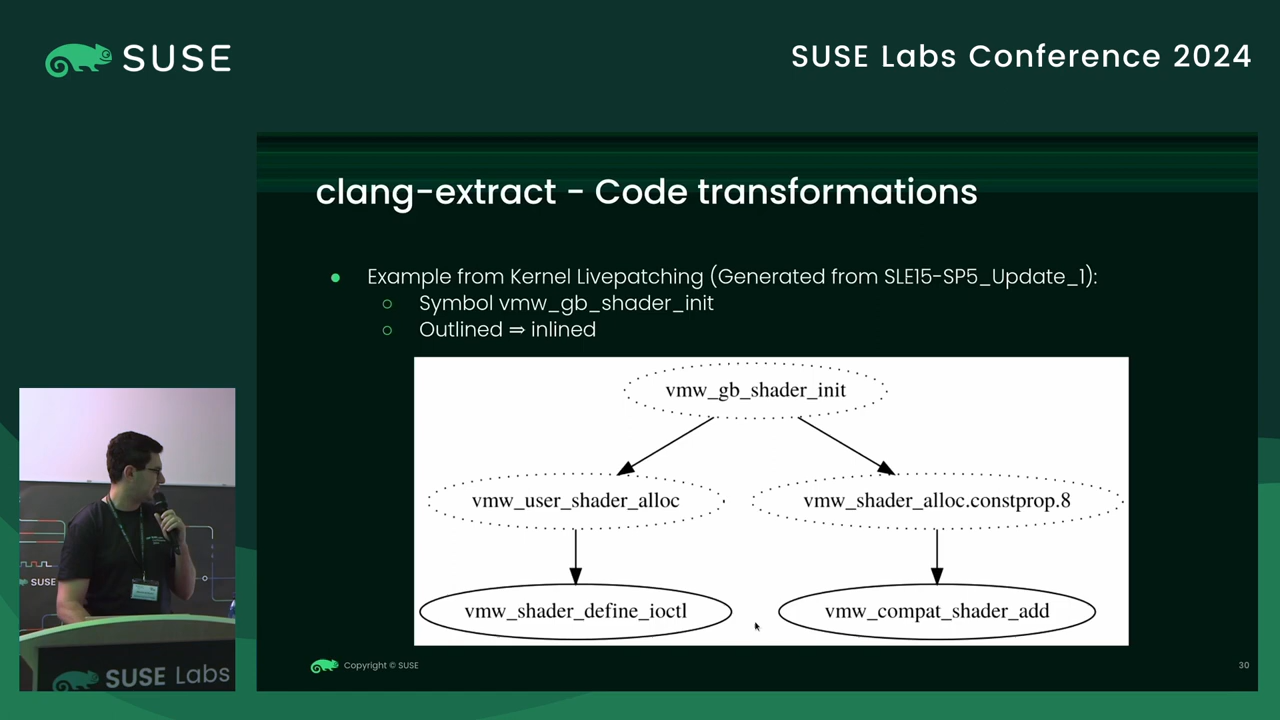 SUSE
SUSE Labs Conference 2024
clang-extract - Code transformations
Example from Kernel Livepatching (Generated from SLE15-SP5_Update_1):
Symbol vmw_gb_shader_init
Outlined ⇒ inlined
vmw_gb_shader_init
vmw_user_shader_alloc
vmw_shader_alloc.constprop.8
vmw_shader_define_ioctl
vmw_compat_shader_add
Copyright © SUSE
30
SUSE
SUSE Labs